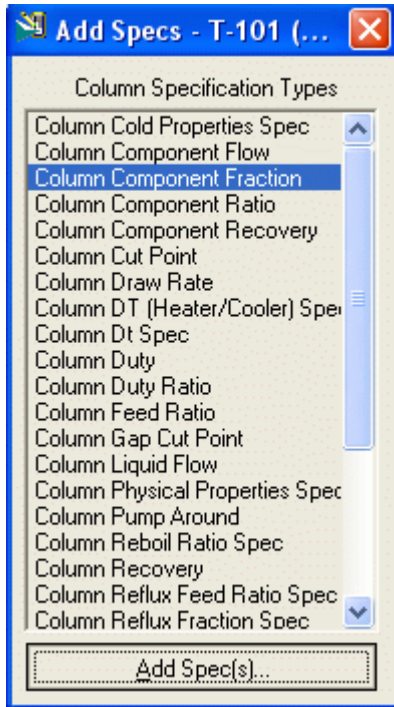 Add Specs - T-101 (...
Column Specification Types
Column Cold Properties Spec
Column Component Flow
Column Component Fraction
Column Component Ratio
Column Component Recovery
Column Cut Point
Column Draw Rate
Column DT (Heater/Cooler) Spe
Column Dt Spec
Column Duty
Column Duty Ratio
Column Feed Ratio
Column Gap Cut Point
Column Liquid Flow
Column Physical Properties Spec
Column Pump Around
Column Reboil Ratio Spec
Column Recovery
Column Reflux Feed Ratio Spec
Column Reflux Fraction Spec
Add Spec(s)...